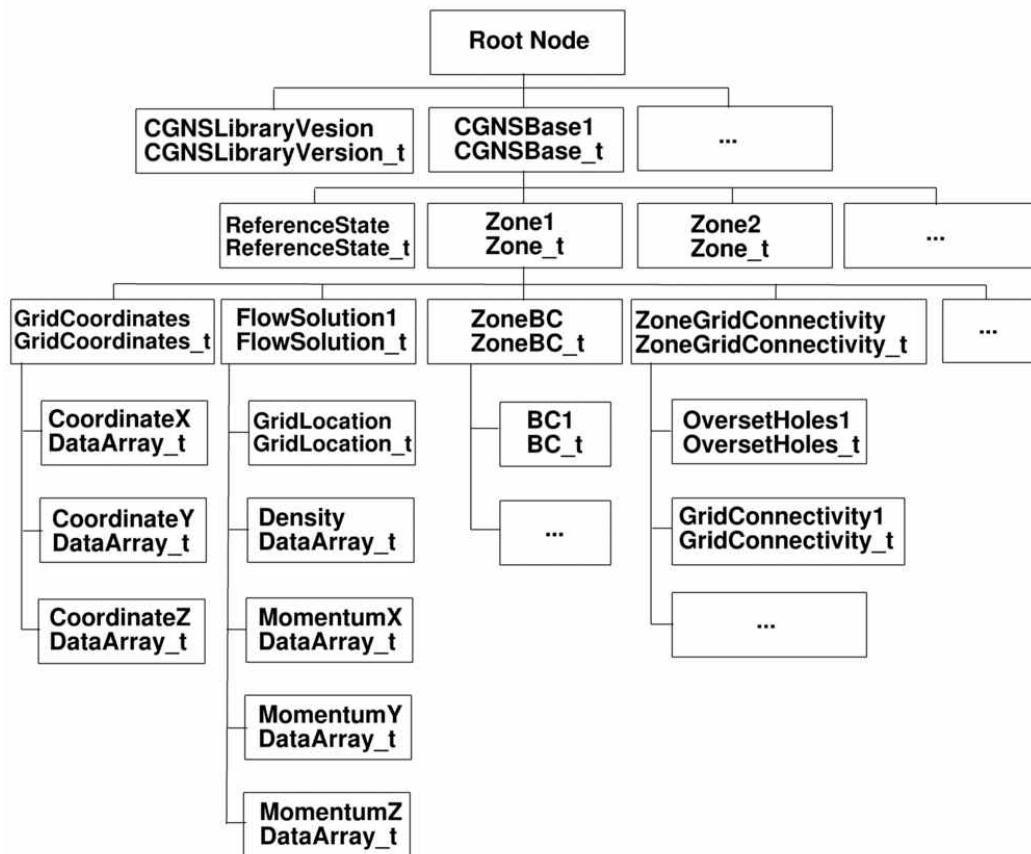 Root Node
CGNSLibraryVesion
CGNSLibraryVersion_t
CGNSBase1
CGNSBase_t
...
ReferenceState
ReferenceState_t
Zone1
Zone_t
Zone2
Zone_t
...
GridCoordinates
GridCoordinates_t
FlowSolution1
FlowSolution_t
ZoneBC
ZoneBC_t
ZoneGridConnectivity
ZoneGridConnectivity_t
...
CoordinateX
DataArray_t
GridLocation
GridLocation_t
BC1
BC_t
OversetHoles1
OversetHoles_t
CoordinateY
DataArray_t
Density
DataArray_t
...
GridConnectivity1
GridConnectivity_t
CoordinateZ
DataArray_t
MomentumX
DataArray_t
...
MomentumY
DataArray_t
MomentumZ
DataArray_t